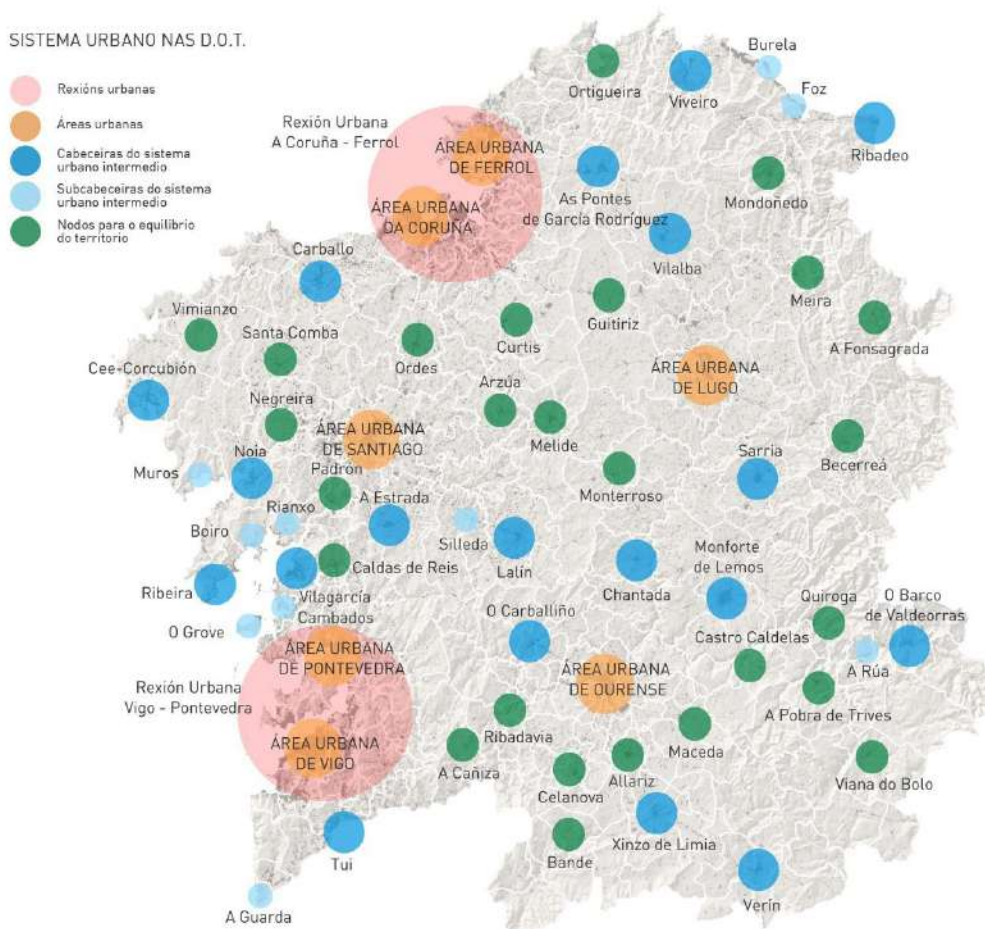 SISTEMA URBANO NAS D.O.T.
Rexións urbanas
Áreas urbanas
Cabeceiras do sistema
urbano intermedio
Subcabeceiras do sistema
urbano intermedio
Nodos para o equilibrio
do territorio
Burela
Ortigueira
Viveiro
Foz
Rexión Urbana
A Coruña - Ferrol
ÁREA URBANA
DE FERROL
Ribadeo
As Pontes
de García Rodríguez
Mondoñedo
ÁREA URBANA
DA CORUÑA
Vilalba
Carballo
Meira
Vimianzo
Santa Comba
Ordes
Curtis
Guitiriz
A Fonsagrada
Cee-Corcubión
Negreira
Arzúa
Melide
ÁREA URBANA
DE LUGO
ÁREA URBANA
DE SANTIAGO
Becerreá
Muros
Noia
Padrón
A Estrada
Monterroso
Sarria
Rianxo
Boiro
Silleda
Lalín
Ribeira
Vilagarcía
Caldas de Reis
Chantada
Monforte
de Lemos
Quiroga
O Barco
de Valdeorras
O Grove
Cambados
O Carballiño
Castro Caldelas
A Rúa
ÁREA URBANA
DE PONTEVEDRA
Rexión Urbana
Vigo - Pontevedra
ÁREA URBANA
DE OURENSE
A Pobra de Trives
ÁREA URBANA
DE VIGO
A Cañiza
Ribadavia
Maceda
Celanova
Allariz
Viana do Bolo
Tui
Bande
Xinzo de Limia
Verín
A Guarda